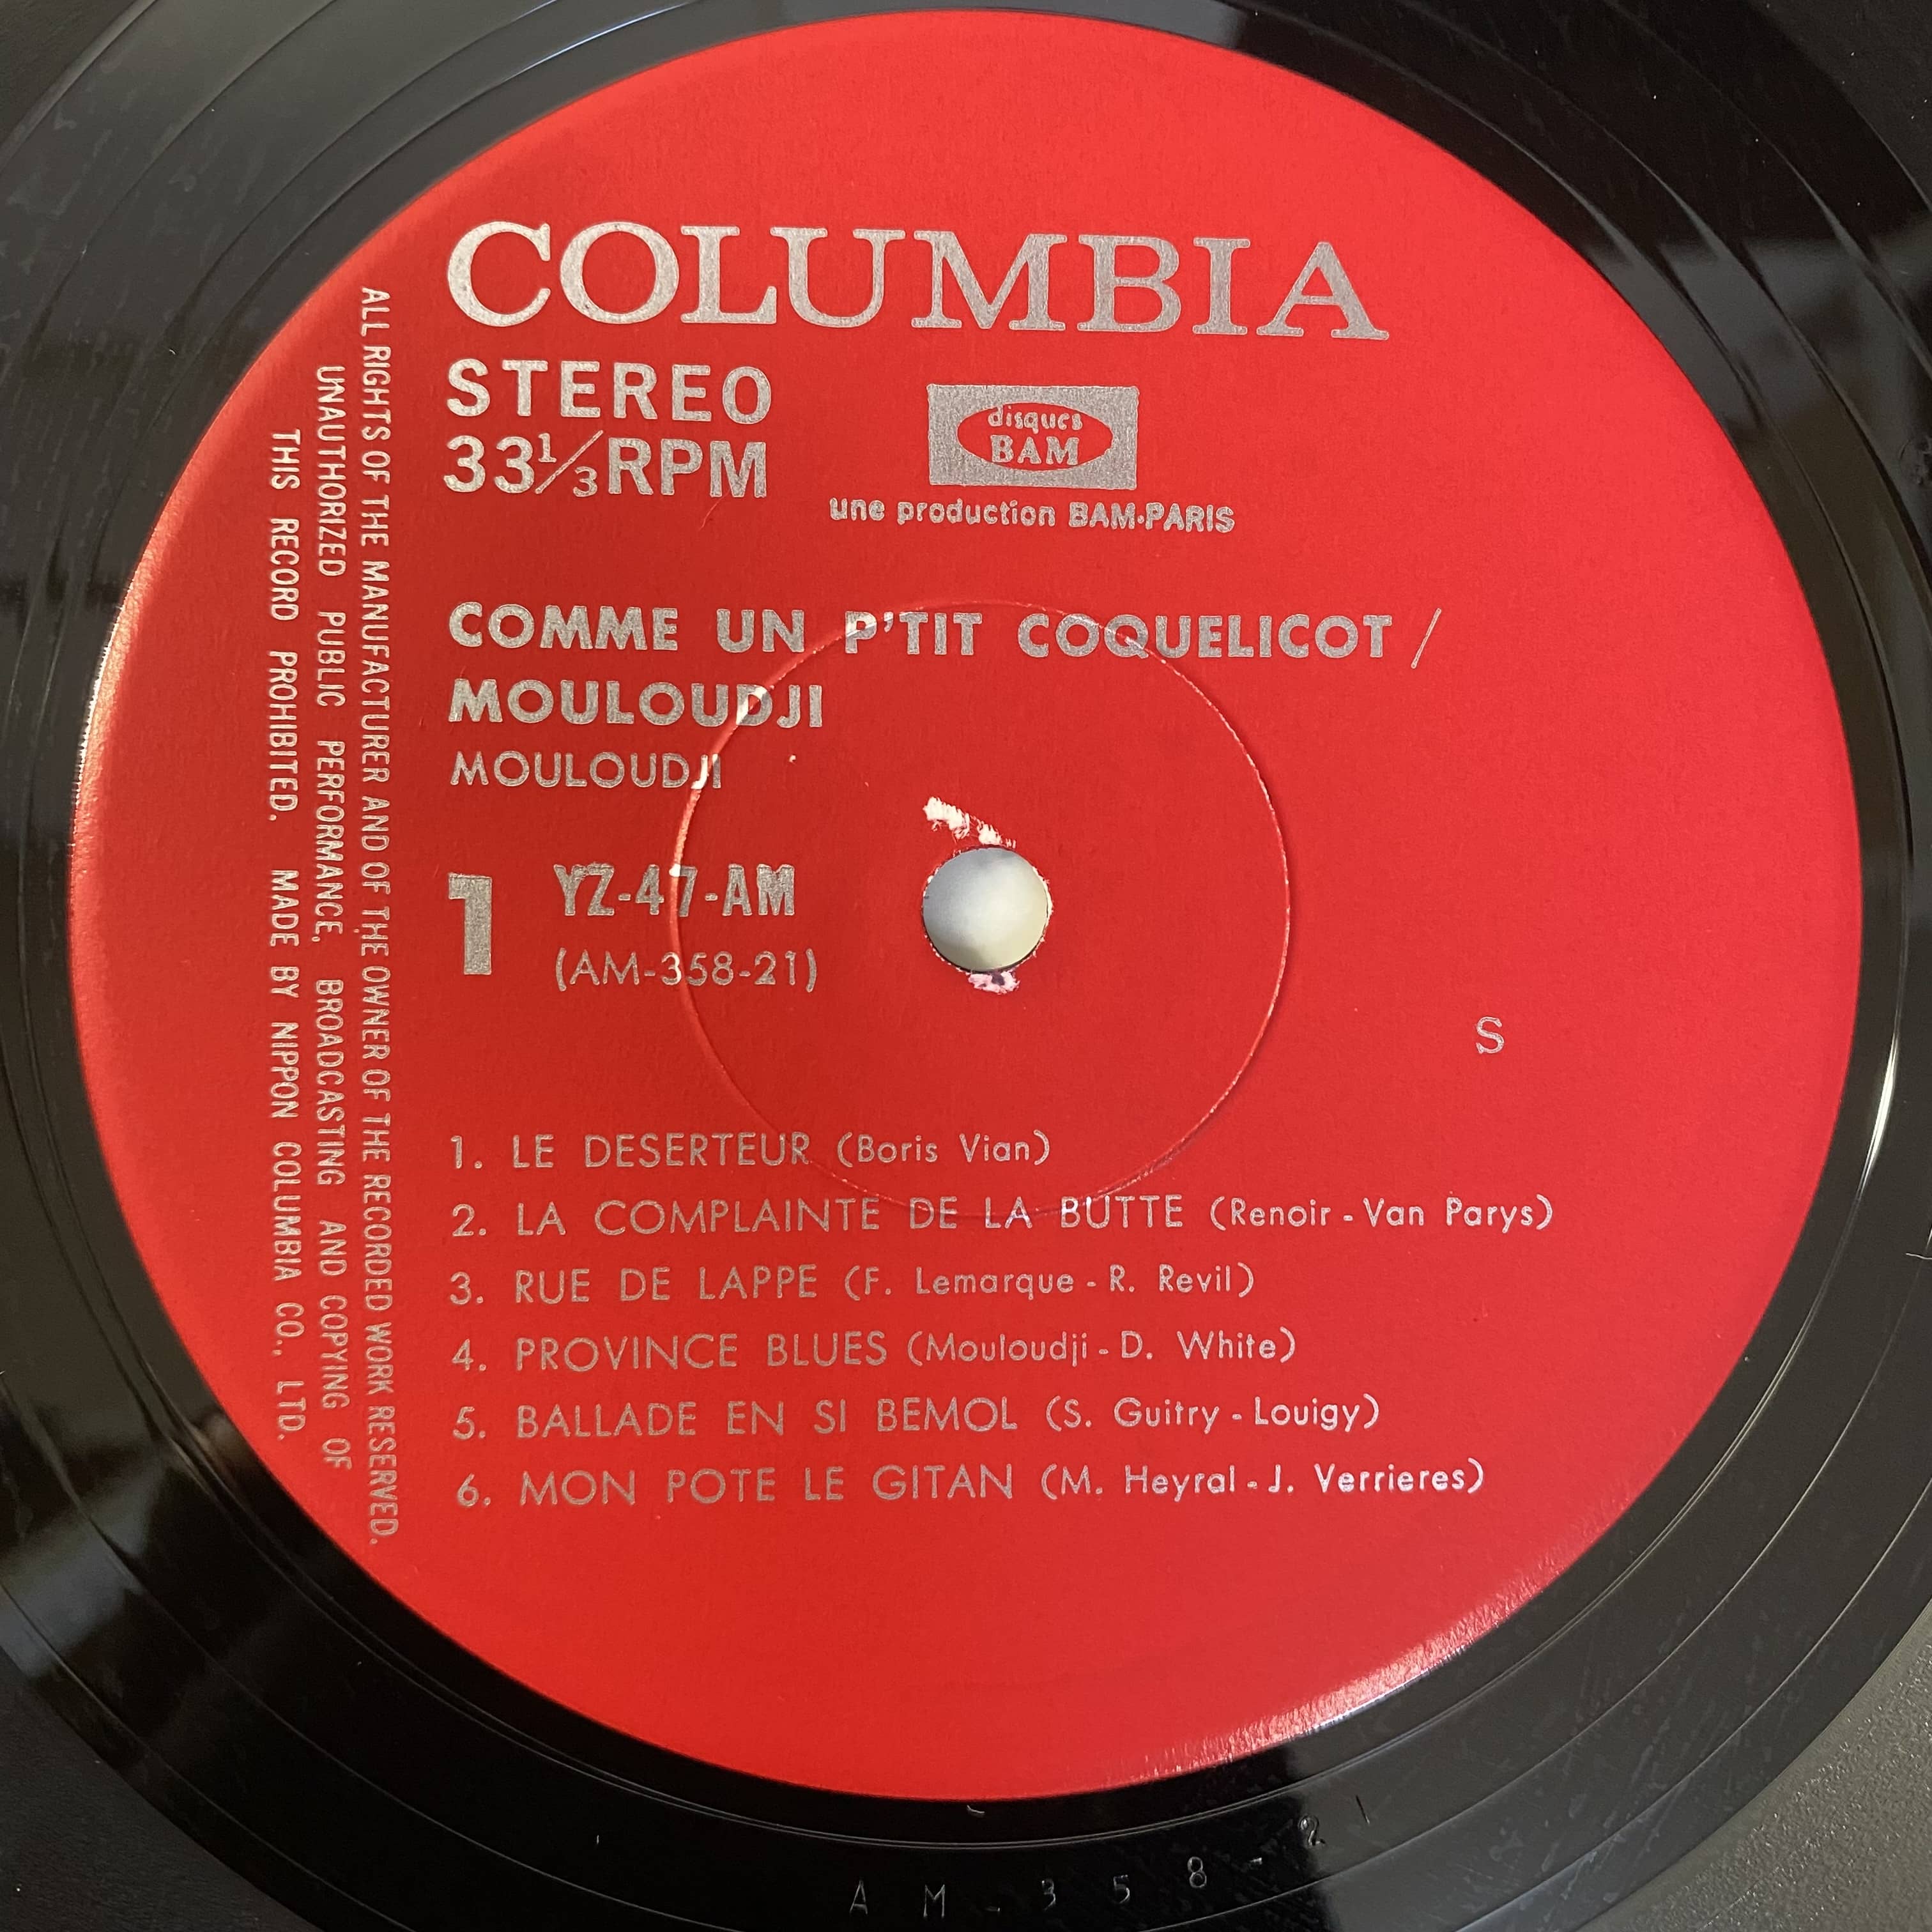 COLUMBIA
STEREO
33 1/3 RPM
disques
BAM
une production BAM·PARIS
COMME UN P'TIT COQUELICOT /
MOULOUDJI
MOULOUDJI
1 YZ-47-AM
(AM-358-21)
S
1. LE DESERTEUR (Boris Vian)
2. LA COMPLAINTE DE LA BUTTE (Renoir - Van Parys)
3. RUE DE LAPPE (F. Lemarque - R. Revil)
4. PROVINCE BLUES (Mouloudji - D. White)
5. BALLADE EN SI BEMOL (S. Guitry - Louigy)
6. MON POTE LE GITAN (M. Heyral - J. Verrieres)
ALL RIGHTS OF THE MANUFACTURER AND OF THE OWNER OF THE RECORDED WORK RESERVED.
UNAUTHORIZED PUBLIC PERFORMANCE, BROADCASTING AND COPYING OF
THIS RECORD PROHIBITED. MADE BY NIPPON COLUMBIA CO., LTD.
AM-358-21